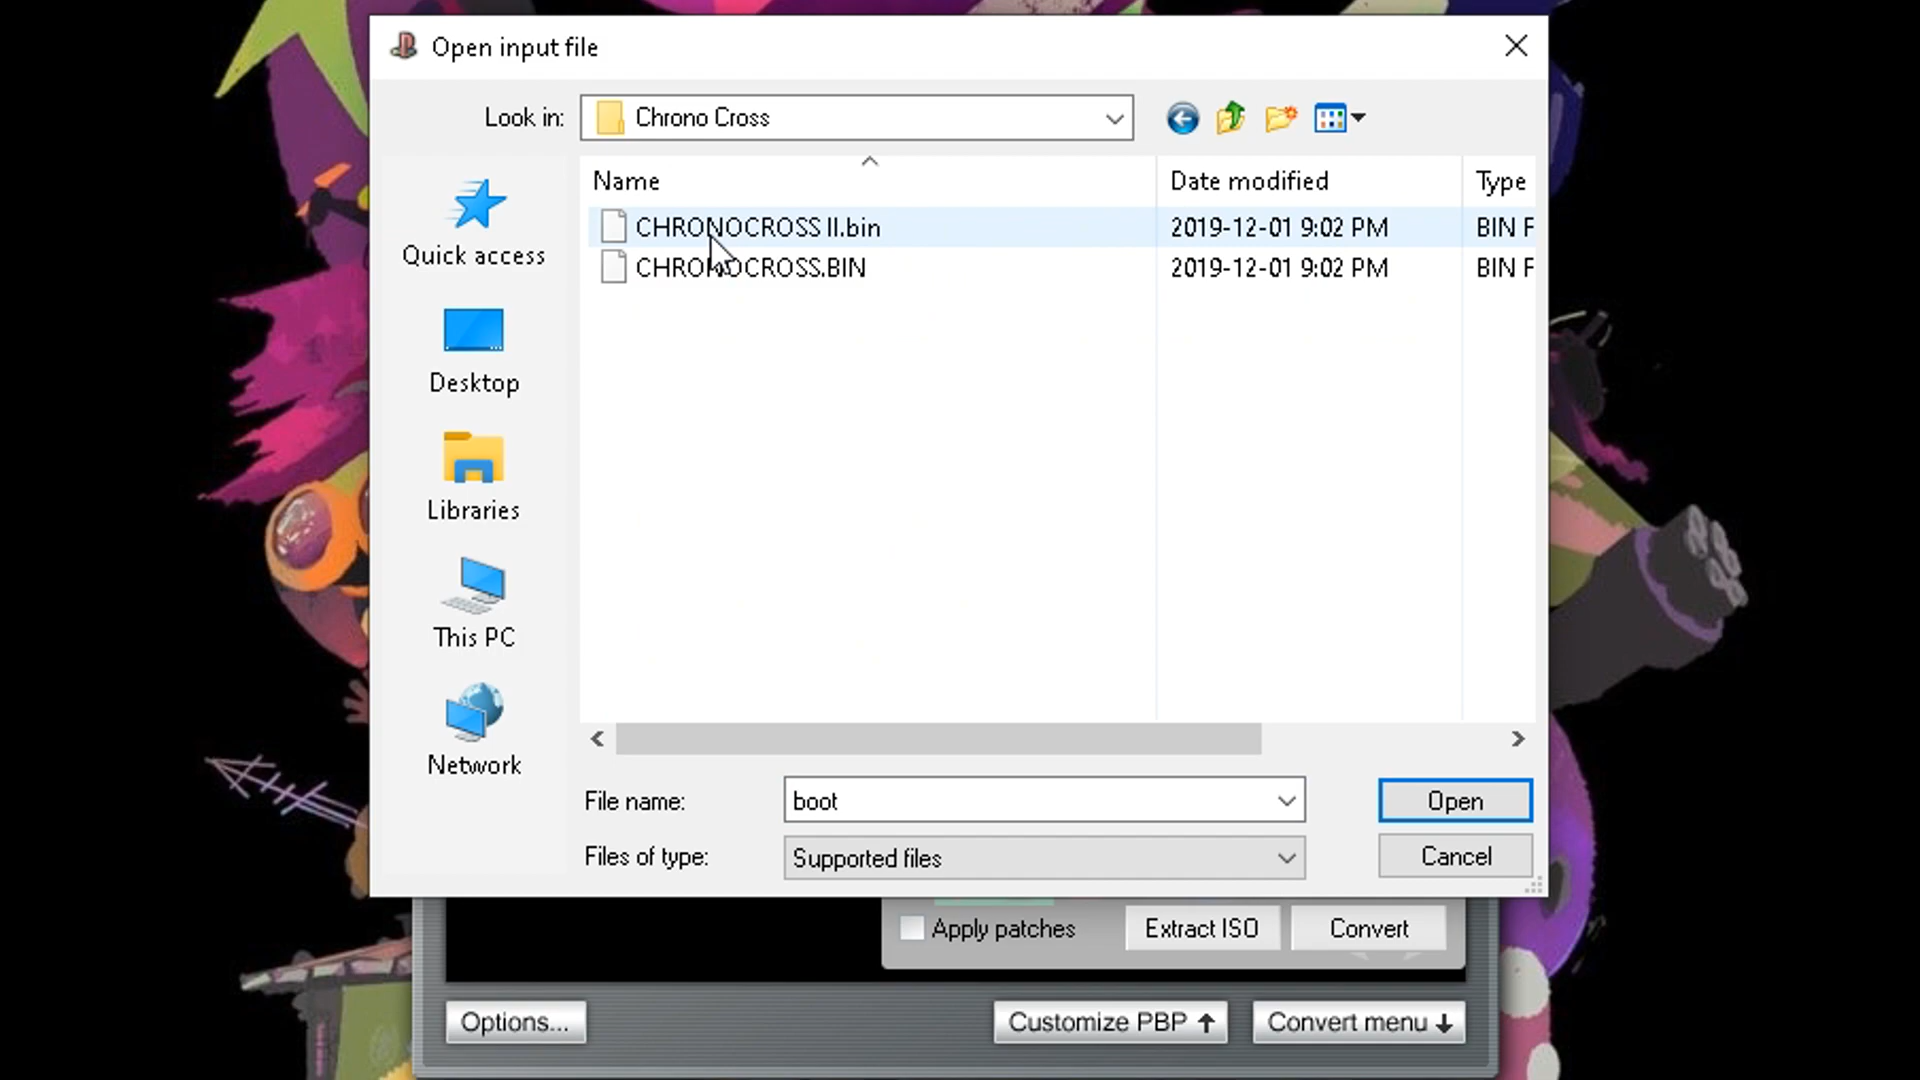 Open input file
Look in: Chrono Cross
Name Date modified Type
CHRONOCROSS II.bin 2019-12-01 9:02 PM BIN F
CHRONOCROSS.BIN 2019-12-01 9:02 PM BIN F
Quick access
Desktop
Libraries
This PC
Network
File name: boot Open
Files of type: Supported files Cancel
Apply patches Extract ISO Convert
Options... Customize PBP Convert menu